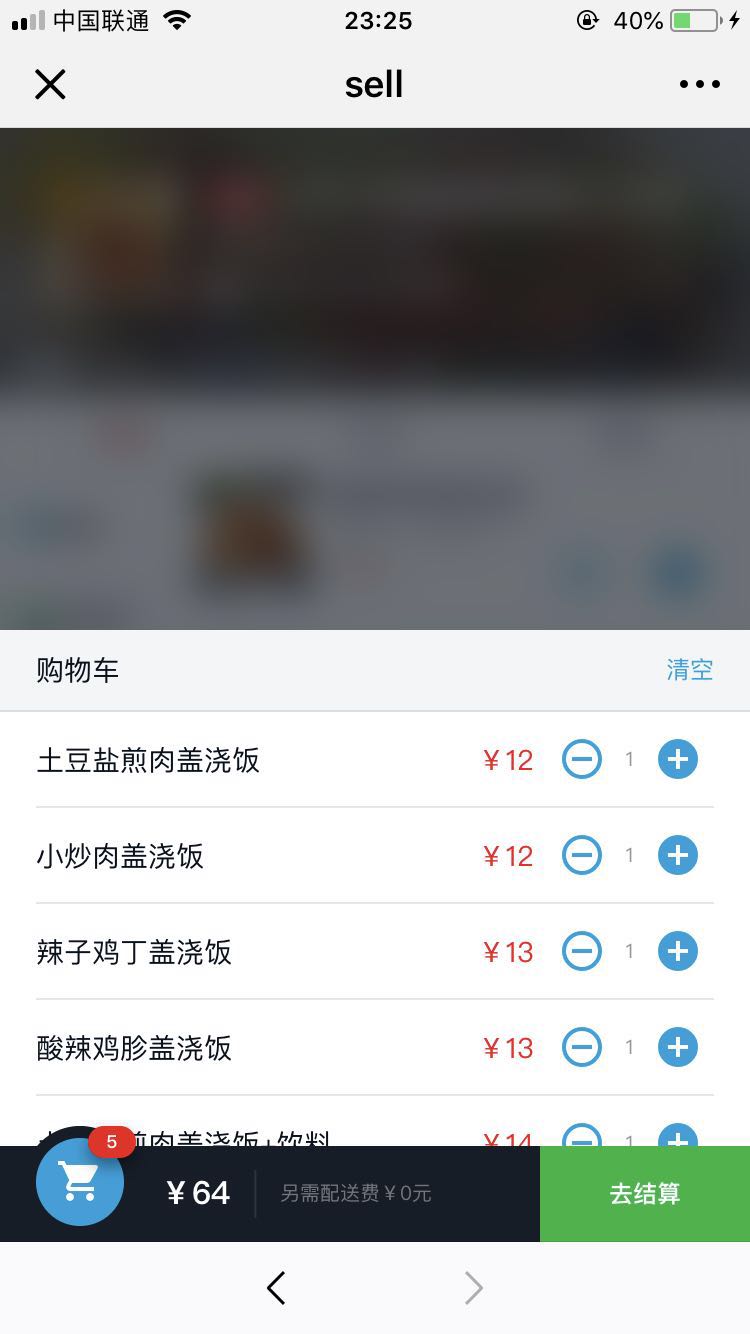 中国联通 23:25 40%
sell
购物车 清空
土豆盐煎肉盖浇饭 ¥12 1
小炒肉盖浇饭 ¥12 1
辣子鸡丁盖浇饭 ¥13 1
酸辣鸡胗盖浇饭 ¥13 1
煎肉盖浇饭+饮料 ¥14 1
5
¥64 另需配送费¥0元 去结算